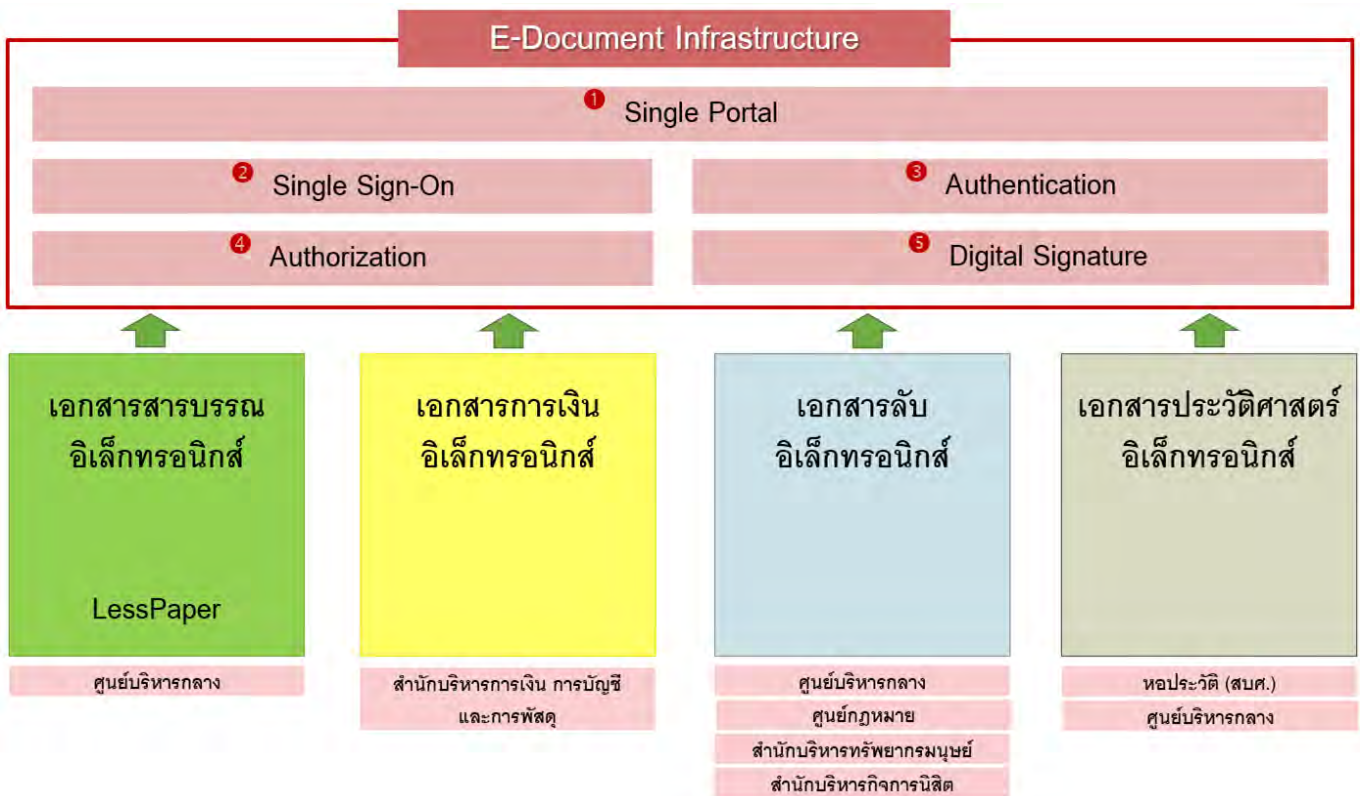 E-Document Infrastructure
❶ Single Portal
❷ Single Sign-On
❸ Authentication
❹ Authorization
❺ Digital Signature
เอกสารสารบรรณ
อิเล็กทรอนิกส์
LessPaper
ศูนย์บริหารกลาง
เอกสารการเงิน
อิเล็กทรอนิกส์
สำนักบริหารการเงิน การบัญชี
และการพัสดุ
เอกสารลับ
อิเล็กทรอนิกส์
ศูนย์บริหารกลาง
ศูนย์กฎหมาย
สำนักบริหารทรัพยากรมนุษย์
สำนักบริหารกิจการนิสิต
เอกสารประวัติศาสตร์
อิเล็กทรอนิกส์
หอประวัติ (สบศ.)
ศูนย์บริหารกลาง